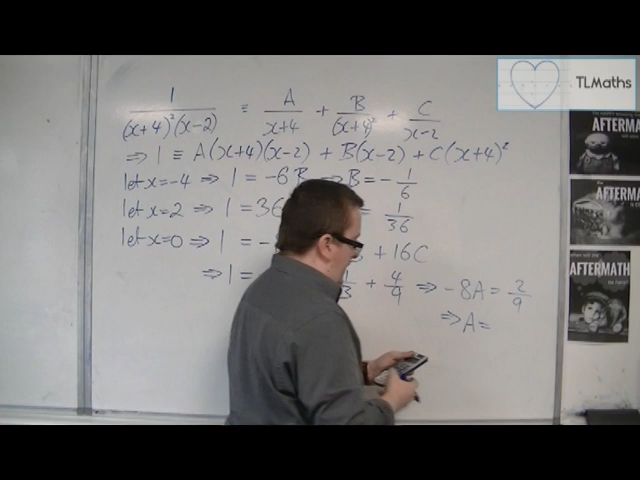 TLMaths
1/((x+4)²(x-2)) ≡ A/(x+4) + B/(x+4)² + C/(x-2)
⇒ 1 ≡ A(x+4)(x-2) + B(x-2) + C(x+4)²
let x=-4 ⇒ 1 = -6B ⇒ B = -1/6
let x=2 ⇒ 1 = 36 = 1/36
let x=0 ⇒ 1 = - + 16C
⇒ 1 = + 4/9 ⇒ -8A = 2/9
⇒ A =
AFTERMATH
AFTERMATH
AFTERMATH